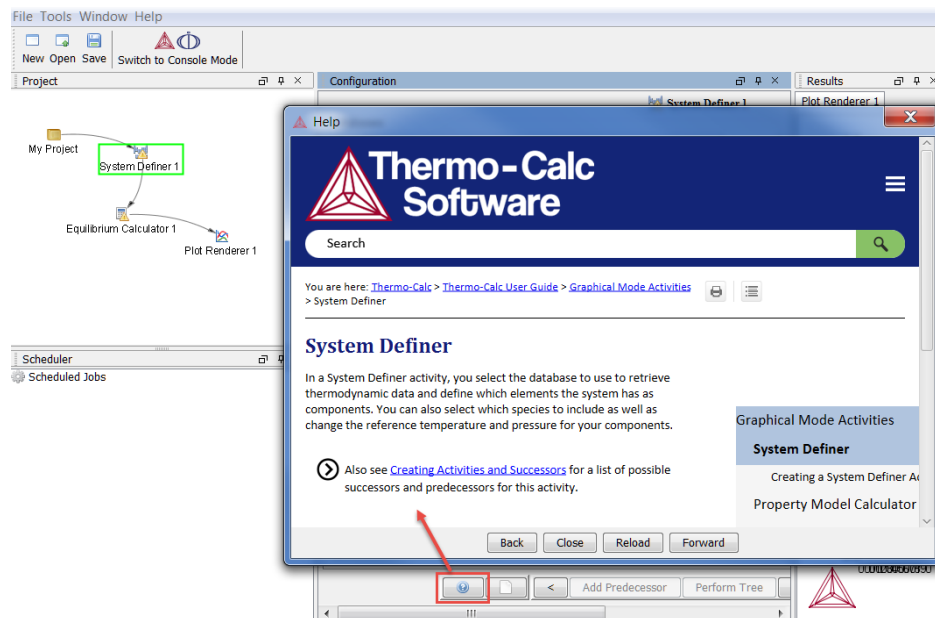 File Tools Window Help
New Open Save Switch to Console Mode
Project
Configuration
Results
System Definer 1
Plot Renderer 1
My Project
System Definer 1
Equilibrium Calculator 1
Plot Renderer 1
Scheduler
Scheduled Jobs
Help
Thermo-Calc
Software
Search
You are here: Thermo-Calc > Thermo-Calc User Guide > Graphical Mode Activities
> System Definer
System Definer
In a System Definer activity, you select the database to use to retrieve
thermodynamic data and define which elements the system has as
components. You can also select which species to include as well as
change the reference temperature and pressure for your components.
Also see Creating Activities and Successors for a list of possible
successors and predecessors for this activity.
Graphical Mode Activities
System Definer
Creating a System Definer
Property Model Calculator
Back Close Reload Forward
< Add Predecessor Perform Tree